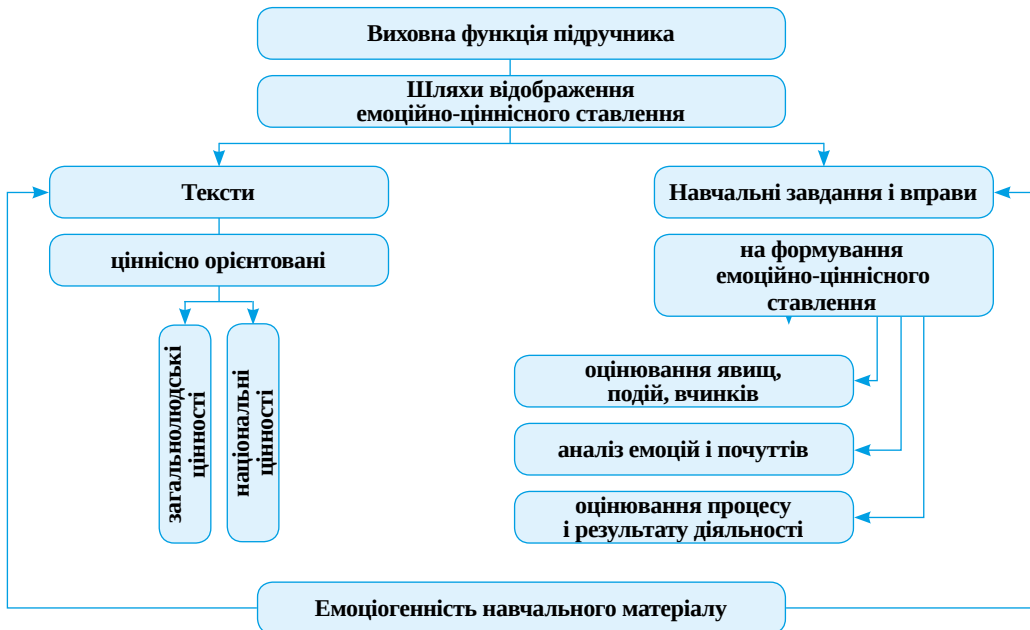 Виховна функція підручника
Шляхи відображення
емоційно-ціннісного ставлення
Тексти
Навчальні завдання і вправи
ціннісно орієнтовані
на формування
емоційно-ціннісного
ставлення
загальнолюдські
цінності
національні
цінності
оцінювання явищ,
подій, вчинків
аналіз емоцій і почуттів
оцінювання процесу
і результату діяльності
Емоціогенність навчального матеріалу